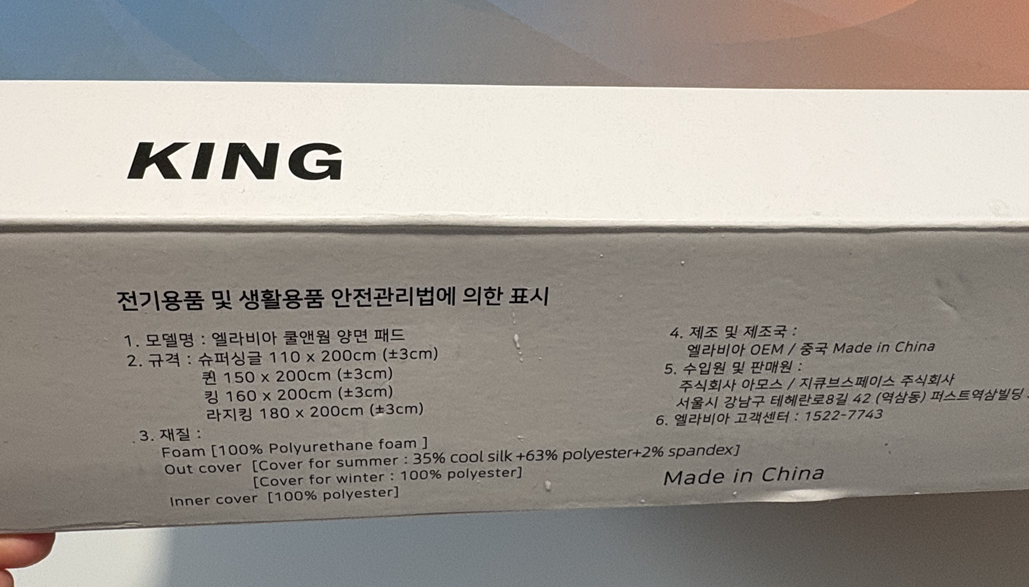 KING
전기용품 및 생활용품 안전관리법에 의한 표시
1. 모델명 : 엘라비아 쿨앤웜 양면 패드
2. 규격 : 슈퍼싱글 110 x 200cm (±3cm)
퀸 150 x 200cm (±3cm)
킹 160 x 200cm (±3cm)
라지킹 180 x 200cm (±3cm)
3. 재질 :
Foam [100% Polyurethane foam ]
Out cover [Cover for summer : 35% cool silk +63% polyester+2% spandex]
[Cover for winter : 100% polyester]
Inner cover [100% polyester]
4. 제조 및 제조국 :
엘라비아 OEM / 중국 Made in China
5. 수입원 및 판매원 :
주식회사 아모스 / 지큐브스페이스 주식회사
서울시 강남구 테헤란로8길 42 (역삼동) 퍼스트역삼빌딩
6. 엘라비아 고객센터 : 1522-7743
Made in China